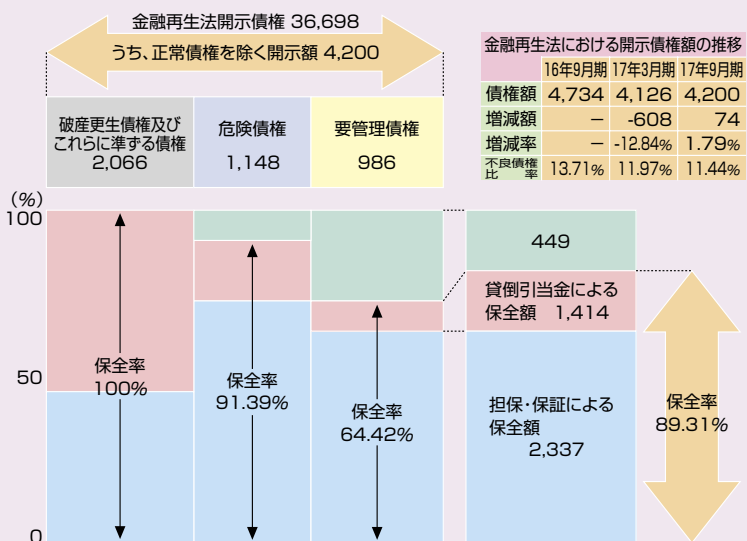 金融再生法開示債権 36,698
うち、正常債権を除く開示額 4,200
破産更生債権及び
これらに準ずる債権
2,066
危険債権
1,148
要管理債権
986
金融再生法における開示債権額の推移
16年9月期 17年3月期 17年9月期
債権額 4,734 4,126 4,200
増減額 − -608 74
増減率 − -12.84% 1.79%
不良債権
比率 13.71% 11.97% 11.44%
(%)
100
50
0
保全率
100%
保全率
91.39%
保全率
64.42%
449
貸倒引当金による
保全額 1,414
担保・保証による
保全額
2,337
保全率
89.31%